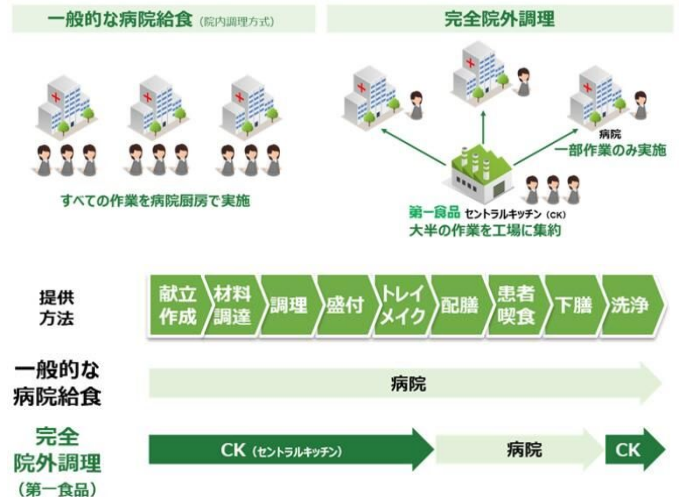 一般的な病院給食 (院内調理方式)
完全院外調理
病院
一部作業のみ実施
すべての作業を病院厨房で実施
第一食品 セントラルキッチン (CK)
大半の作業を工場に集約
提供
方法
献立
作成
材料
調達
調理
盛付
トレイ
メイク
配膳
患者
喫食
下膳
洗浄
一般的な
病院給食
病院
完全
院外調理
(第一食品)
CK (セントラルキッチン)
病院
CK